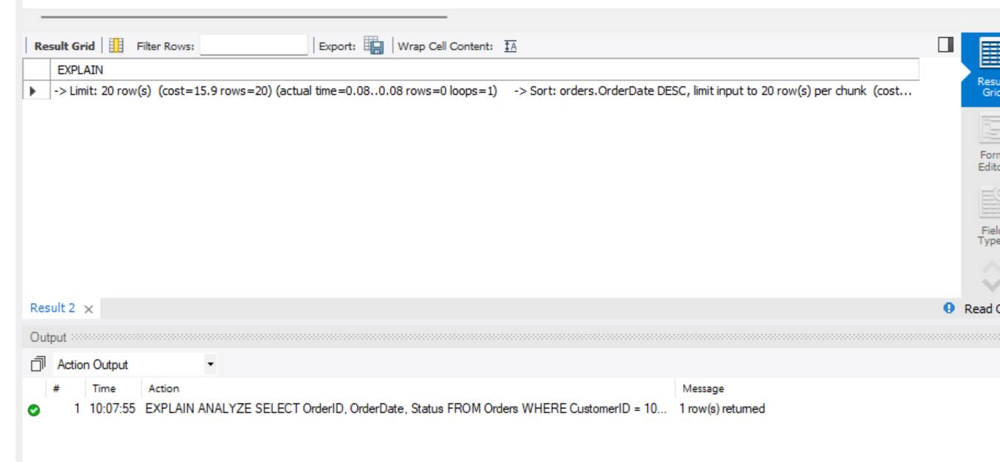 Result Grid Filter Rows: Export: Wrap Cell Content: IA
EXPLAIN
-> Limit: 20 row(s) (cost=15.9 rows=20) (actual time=0.08..0.08 rows=0 loops=1) -> Sort: orders.OrderDate DESC, limit input to 20 row(s) per chunk (cost...
Resu
Grid
Form
Edito
Field
Type
Result 2 × Read
Output
Action Output
# Time Action Message
1 10:07:55 EXPLAIN ANALYZE SELECT OrderID, OrderDate, Status FROM Orders WHERE CustomerID = 10... 1 row(s) returned